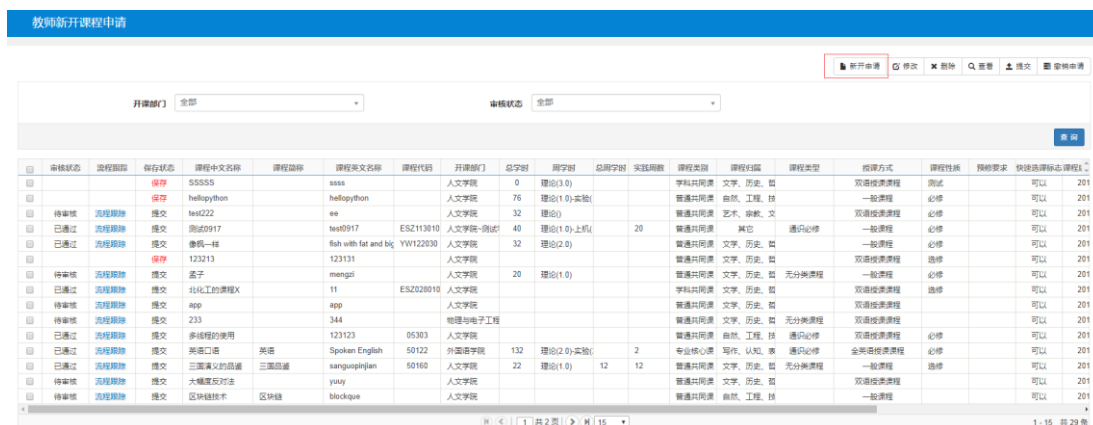 教师新开课程申请
新开申请 修改 删除 查看 提交 撤销申请
开课部门 全部 审核状态 全部
查 询
审核状态 流程跟踪 保存状态 课程中文名称 课程简称 课程英文名称 课程代码 开课部门 总学时 周学时 总周学时 实践周数 课程类别 课程归属 课程类型 授课方式 课程性质 预修要求 快速选课标志
保存 SSSSS ssss 人文学院 0 理论(3.0) 学科共同课 文学、历史、哲 双语授课课程 测试 可以 201
保存 hellopython hellopython 人文学院 76 理论(1.0)-实验( 普通共同课 自然、工程、技 一般课程 必修 可以 201
待审核 流程跟踪 提交 test222 ee 人文学院 32 理论() 普通共同课 艺术、宗教、文 双语授课课程 必修 可以 201
已通过 流程跟踪 提交 测试0917 test0917 ESZ113010 人文学院~测试 40 理论(1.0)-上机( 20 普通共同课 其它 通识必修 一般课程 必修 可以 201
已通过 流程跟踪 提交 像枫一样 fish with fat and big YW122030 人文学院 32 理论(2.0) 普通共同课 文学、历史、哲 一般课程 必修 可以 201
保存 123213 123131 人文学院 普通共同课 文学、历史、哲 双语授课课程 选修 可以 201
待审核 流程跟踪 提交 孟子 mengzi 人文学院 20 理论(1.0) 普通共同课 文学、历史、哲 无分类课程 一般课程 必修 可以 201
已通过 流程跟踪 提交 北化工的课程X 11 ESZ028010 人文学院 学科共同课 文学、历史、哲 双语授课课程 选修 可以 201
待审核 流程跟踪 提交 app app 人文学院 普通共同课 文学、历史、哲 双语授课课程 可以 201
待审核 流程跟踪 提交 233 344 物理与电子工程 普通共同课 文学、历史、哲 无分类课程 双语授课课程 可以 201
已通过 流程跟踪 提交 多线程的使用 123123 05303 人文学院 普通共同课 自然、工程、技 通识必修 双语授课课程 必修 可以 201
已通过 流程跟踪 提交 英语口语 英语 Spoken English 50122 外国语学院 132 理论(2.0)-实验( 2 专业核心课 写作、认知、表 通识必修 全英语授课课程 必修 可以 201
已通过 流程跟踪 提交 三国演义的品鉴 三国品鉴 sanguopinjian 50160 人文学院 22 理论(1.0) 12 12 普通共同课 文学、历史、哲 无分类课程 一般课程 选修 可以 201
待审核 流程跟踪 提交 大幅度反对法 yuuy 人文学院 普通共同课 文学、历史、哲 双语授课课程 可以 201
待审核 流程跟踪 提交 区块链技术 区块链 blockque 人文学院 普通共同课 自然、工程、技 一般课程 可以 201
1 共 2 页 15 1 - 15 共 29 条